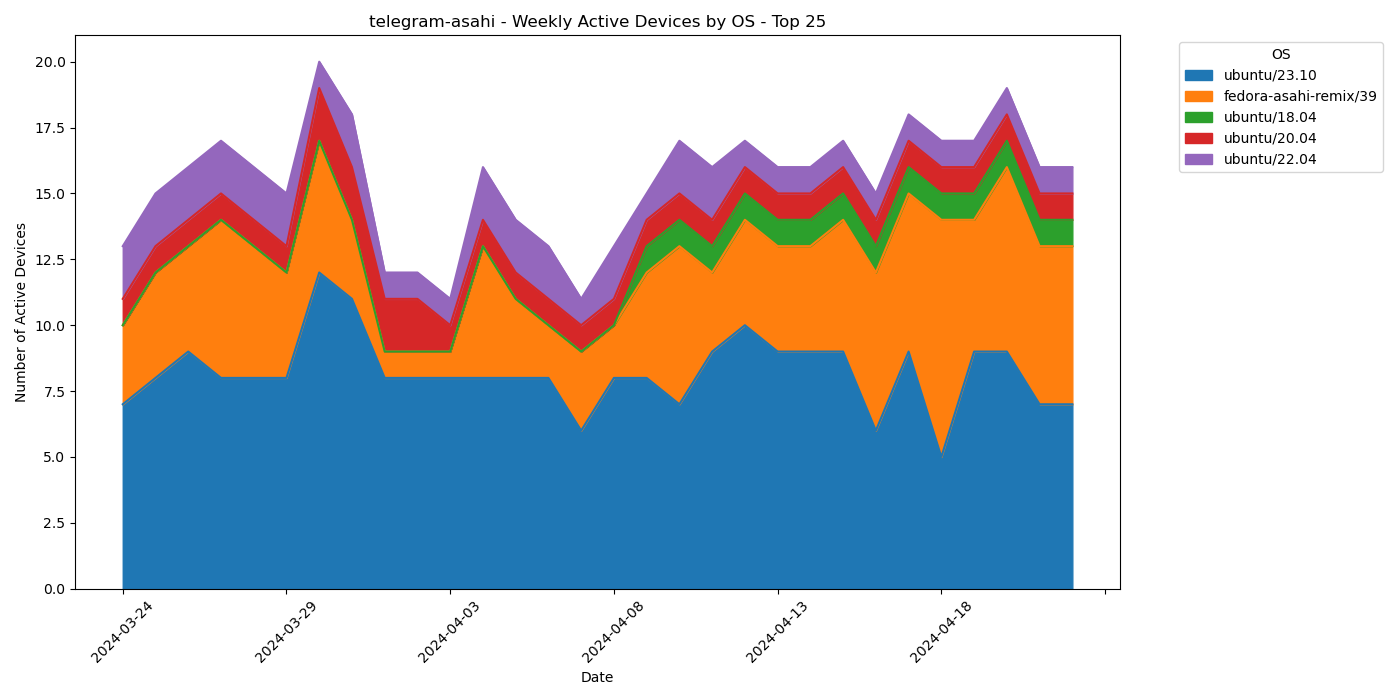 telegram-asahi - Weekly Active Devices by OS - Top 25
OS
ubuntu/23.10
fedora-asahi-remix/39
ubuntu/18.04
ubuntu/20.04
ubuntu/22.04
Number of Active Devices
20.0
17.5
15.0
12.5
10.0
7.5
5.0
2.5
0.0
2024-03-24
2024-03-29
2024-04-03
2024-04-08
2024-04-13
2024-04-18
Date